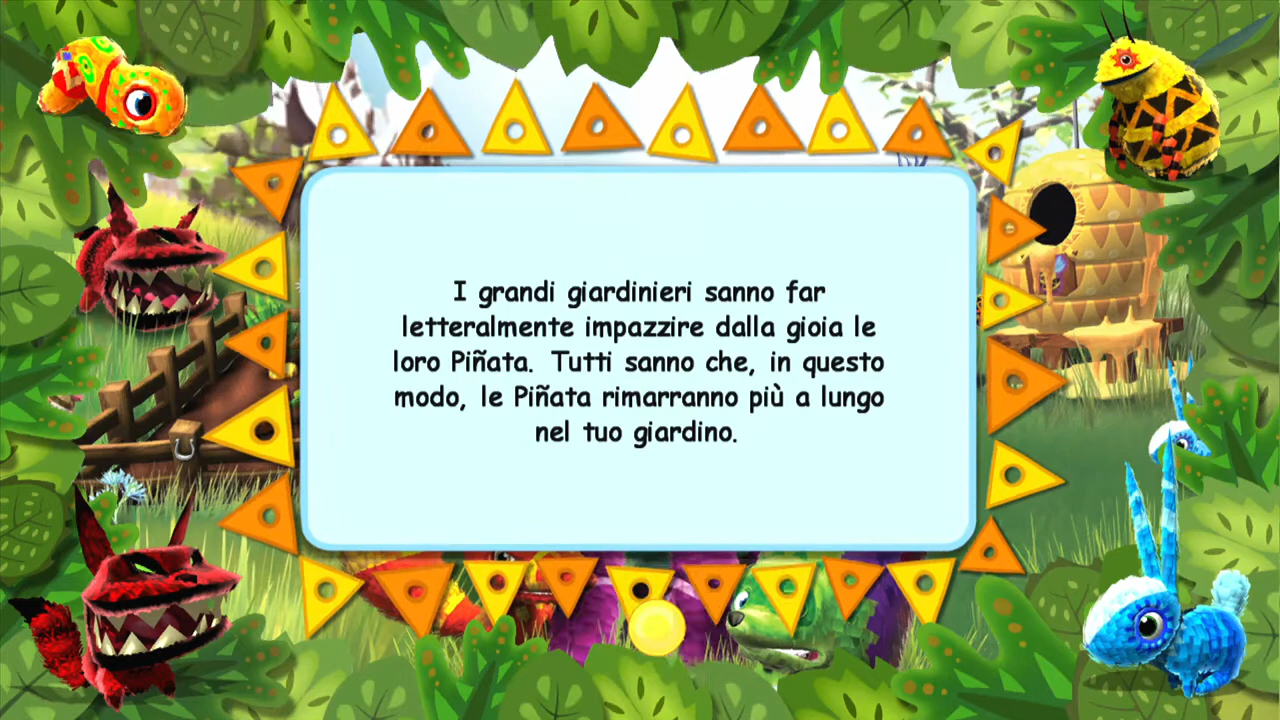 I grandi giardinieri sanno far
letteralmente impazzire dalla gioia le
loro Piñata. Tutti sanno che, in questo
modo, le Piñata rimarranno più a lungo
nel tuo giardino.